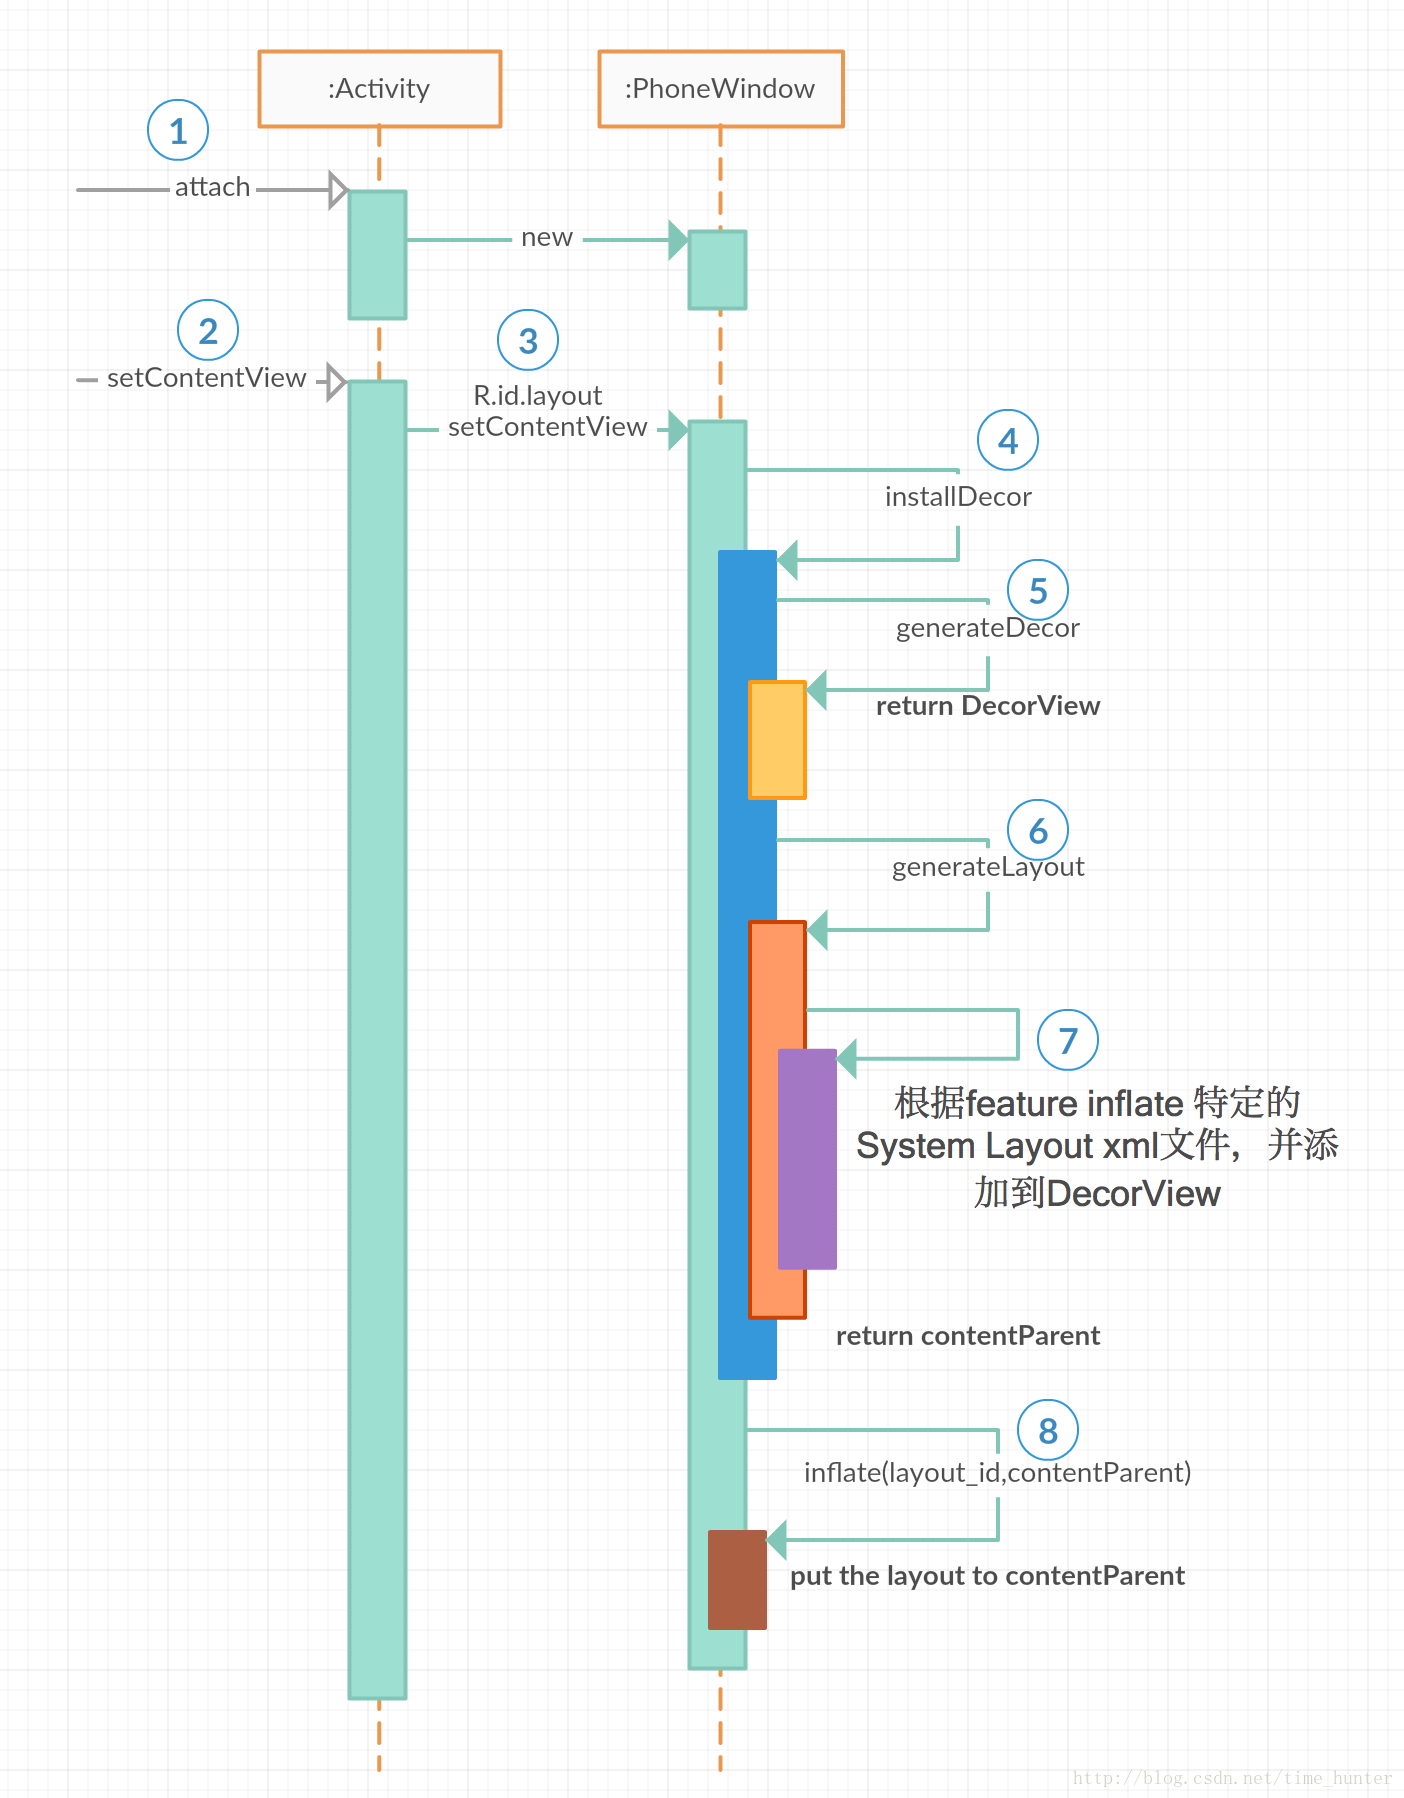 :Activity
:PhoneWindow
1
attach
new
2
setContentView
3
R.id.layout
setContentView
4
installDecor
5
generateDecor
return DecorView
6
generateLayout
7
根据feature inflate 特定的
System Layout xml文件，并添
加到DecorView
return contentParent
8
inflate(layout_id,contentParent)
put the layout to contentParent
http://blog.csdn.net/time_hunter